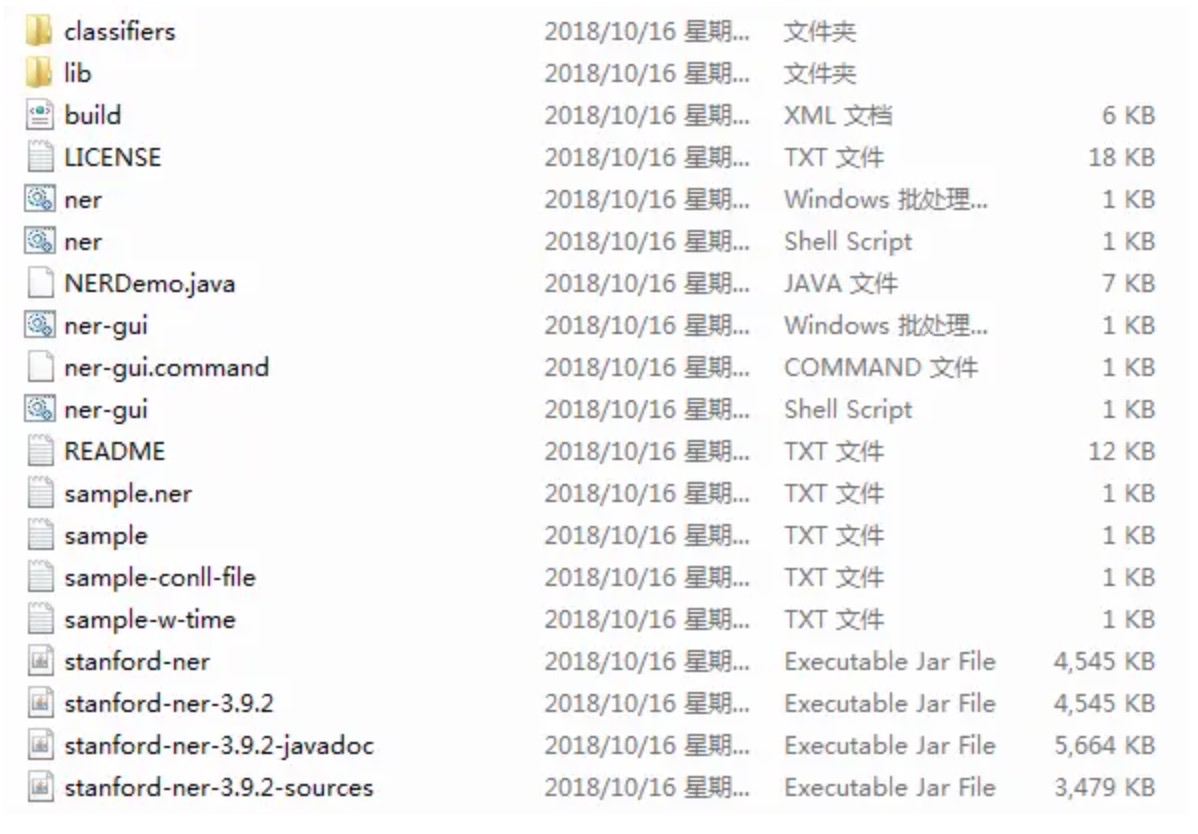 classifiers 2018/10/16 星期... 文件夹
lib 2018/10/16 星期... 文件夹
build 2018/10/16 星期... XML 文档 6 KB
LICENSE 2018/10/16 星期... TXT 文件 18 KB
ner 2018/10/16 星期... Windows 批处理... 1 KB
ner 2018/10/16 星期... Shell Script 1 KB
NERDemo.java 2018/10/16 星期... JAVA 文件 7 KB
ner-gui 2018/10/16 星期... Windows 批处理... 1 KB
ner-gui.command 2018/10/16 星期... COMMAND 文件 1 KB
ner-gui 2018/10/16 星期... Shell Script 1 KB
README 2018/10/16 星期... TXT 文件 12 KB
sample.ner 2018/10/16 星期... TXT 文件 1 KB
sample 2018/10/16 星期... TXT 文件 1 KB
sample-conll-file 2018/10/16 星期... TXT 文件 1 KB
sample-w-time 2018/10/16 星期... TXT 文件 1 KB
stanford-ner 2018/10/16 星期... Executable Jar File 4,545 KB
stanford-ner-3.9.2 2018/10/16 星期... Executable Jar File 4,545 KB
stanford-ner-3.9.2-javadoc 2018/10/16 星期... Executable Jar File 5,664 KB
stanford-ner-3.9.2-sources 2018/10/16 星期... Executable Jar File 3,479 KB